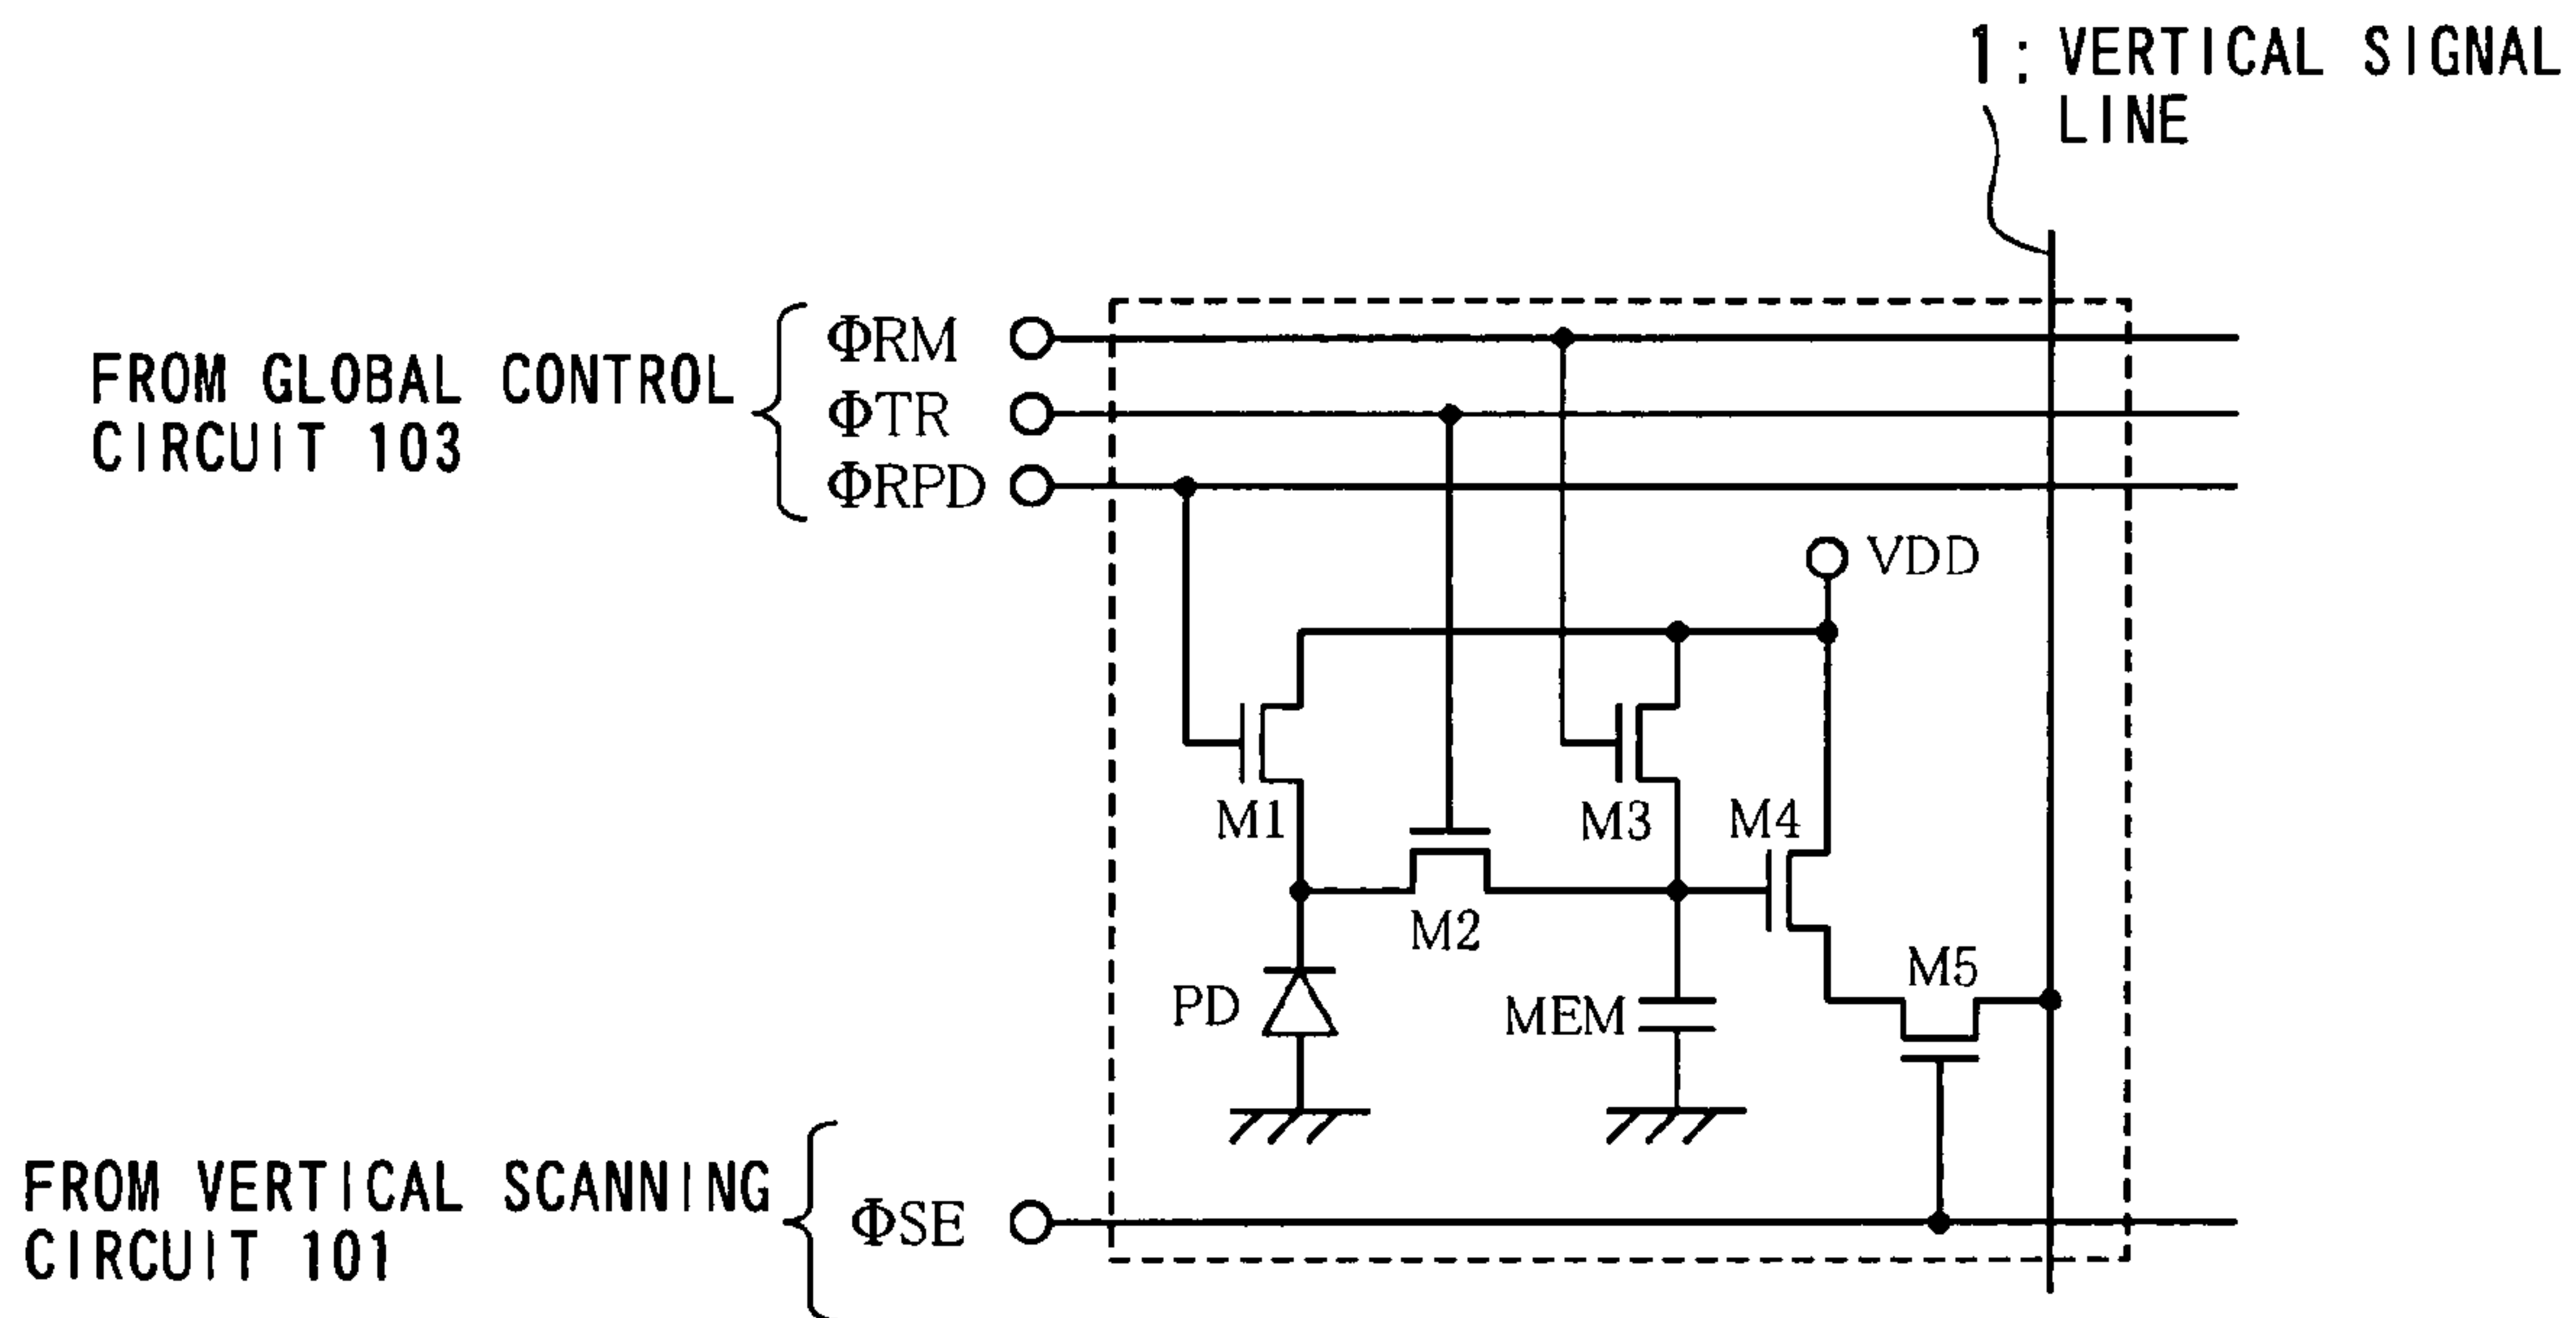 1: VERTICAL SIGNAL
LINE
FROM GLOBAL CONTROL
CIRCUIT 103
ΦRM
ΦTR
ΦRPD
VDD
M1
M3
M4
M2
M5
PD
MEM
FROM VERTICAL SCANNING
CIRCUIT 101
ΦSE